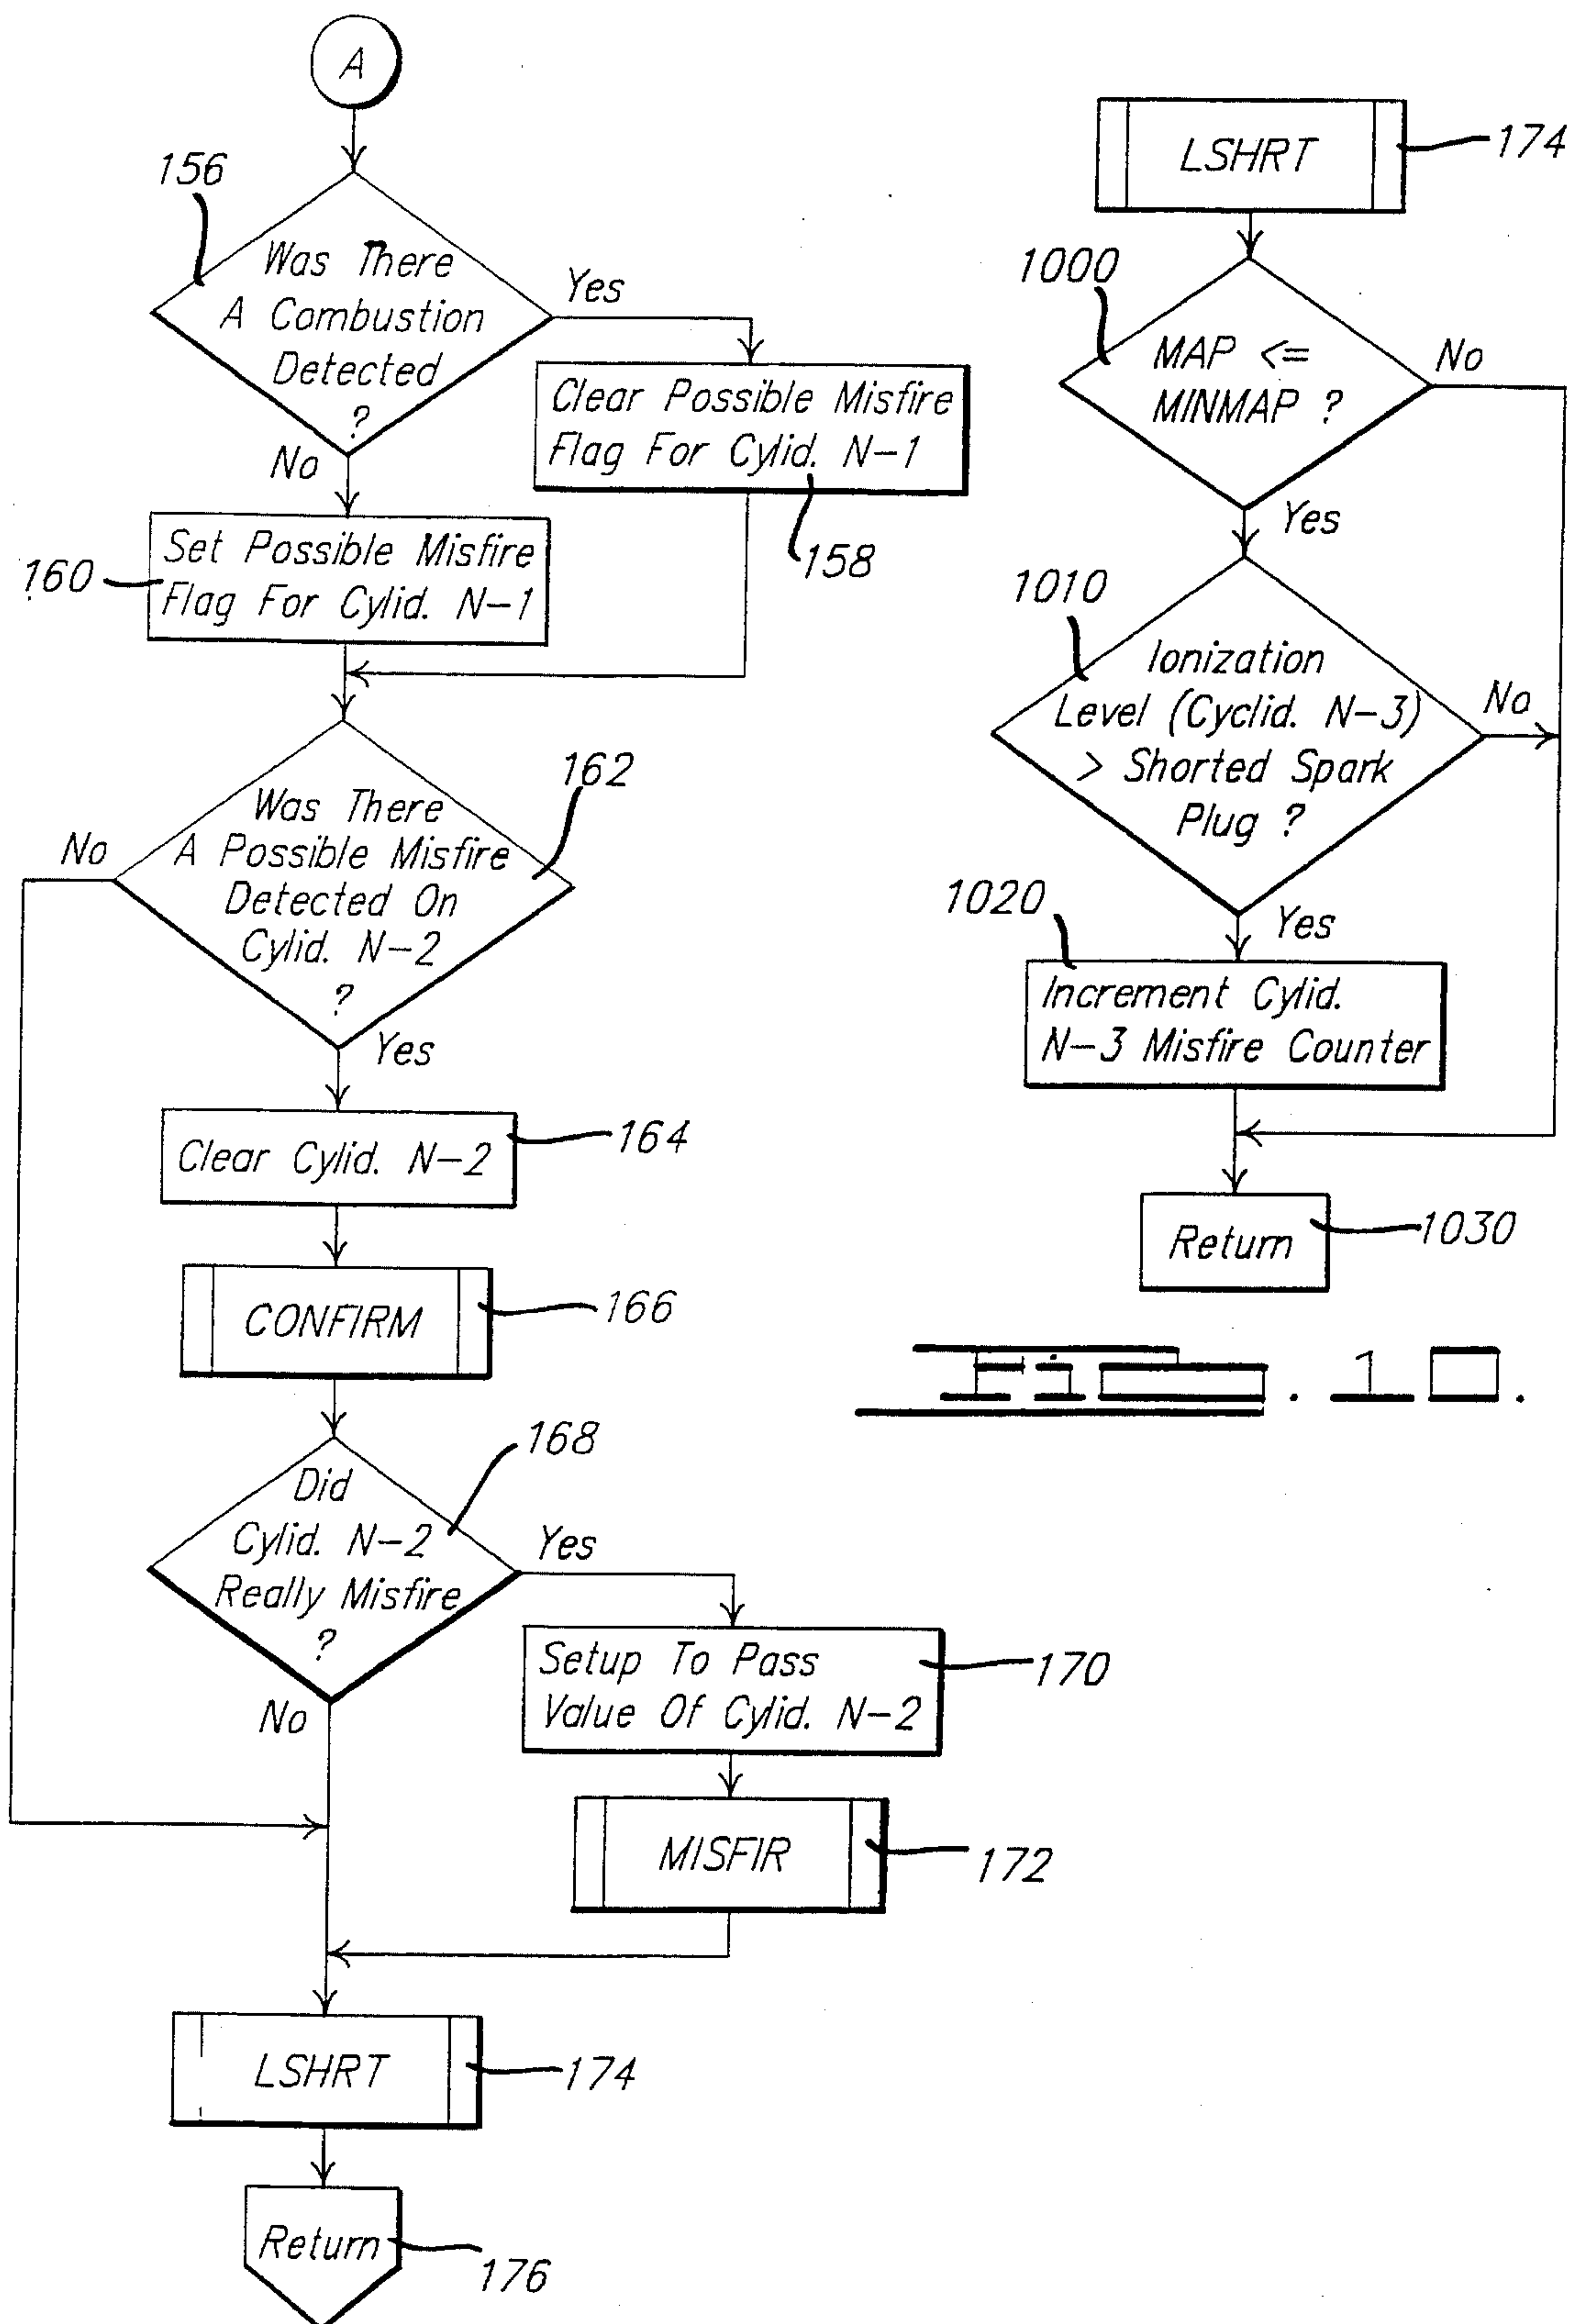 A
156
Was There
A Combustion
Detected
?
Yes
No
Clear Possible Misfire
Flag For Cylid. N-1
158
160
Set Possible Misfire
Flag For Cylid. N-1
162
Was There
A Possible Misfire
Detected On
Cylid. N-2
?
No
Yes
Clear Cylid. N-2
164
CONFIRM
166
168
Did
Cylid. N-2
Really Misfire
?
Yes
No
Setup To Pass
Value Of Cylid. N-2
170
MISFIR
172
LSHRT
174
Return
176
LSHRT
174
1000
MAP <=
MINMAP ?
No
Yes
1010
Ionization
Level (Cyclid. N-3)
> Shorted Spark
Plug ?
No
Yes
1020
Increment Cylid.
N-3 Misfire Counter
Return
1030